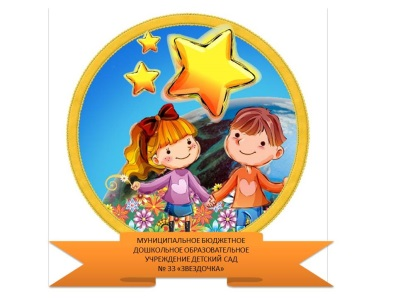 МУНИЦИПАЛЬНОЕ БЮДЖЕТНОЕ
ДОШКОЛЬНОЕ ОБРАЗОВАТЕЛЬНОЕ
УЧРЕЖДЕНИЕ ДЕТСКИЙ САД
№ 33 «ЗВЕЗДОЧКА»